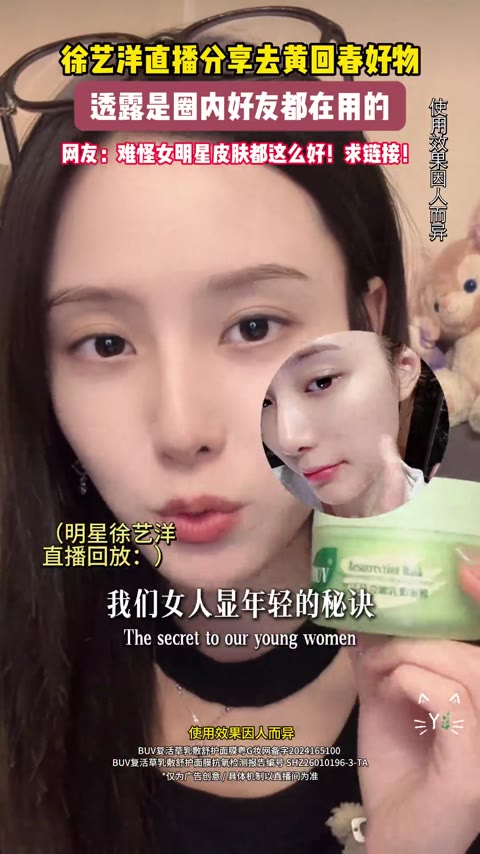 徐艺洋直播分享去黄回春好物
透露是圈内好友都在用的
网友：难怪女明星皮肤都这么好！求链接！
使用效果因人而异
（明星徐艺洋
直播回放：）
BUV
Resurrection Mask
我们女人显年轻的秘诀
The secret to our young women
使用效果因人而异
BUV复活草乳敷舒护面膜粤G妆网备字2024165100
BUV复活草乳敷舒护面膜抗氧检测报告编号 SHZ26010196-3-TA
*仅为广告创意 / 具体机制以直播间为准